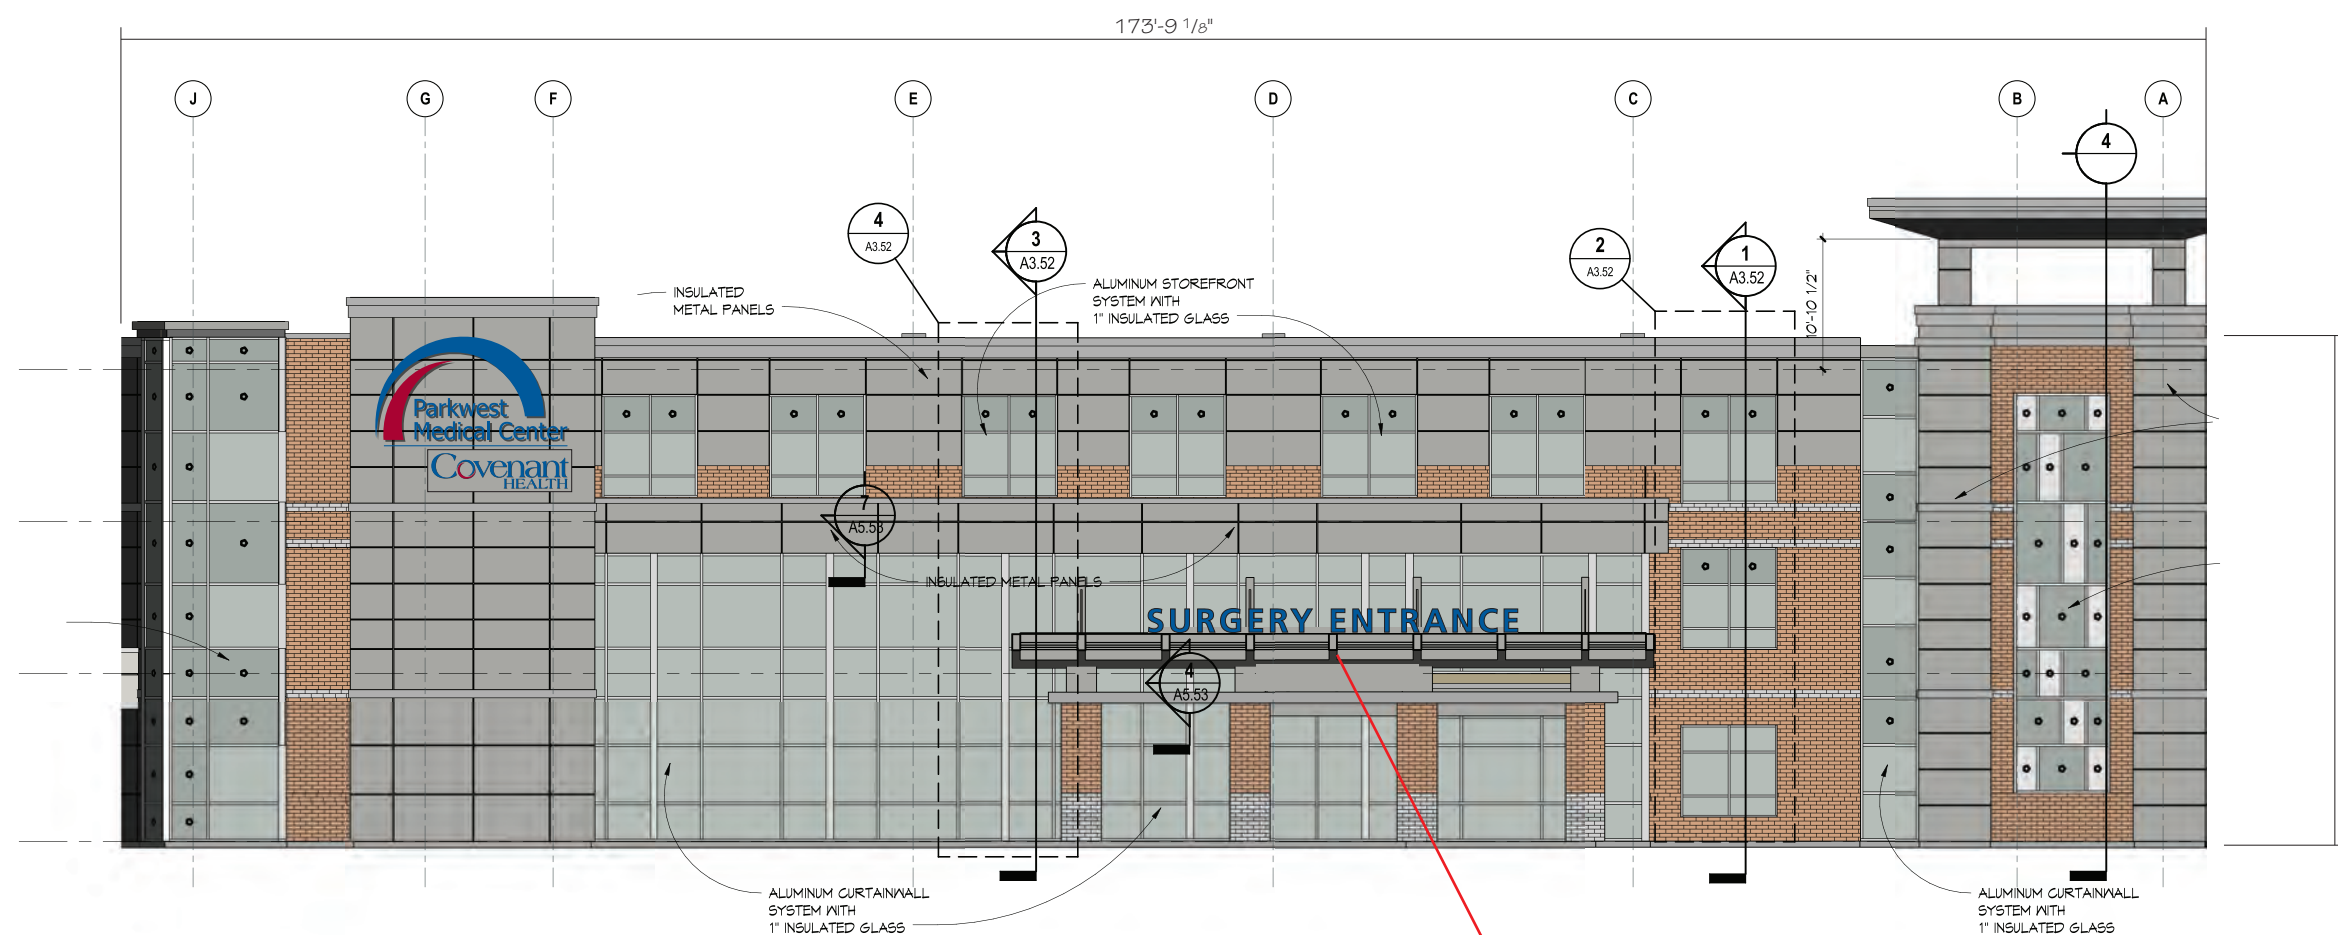 173'-9 1/8"
J
G
F
E
D
C
B
A
4
4
A3.52
3
A3.52
2
A3.52
1
A3.52
10'-10 1/2"
INSULATED
METAL PANELS
ALUMINUM STOREFRONT
SYSTEM WITH
1" INSULATED GLASS
Parkwest
Medical Center
Covenant
HEALTH
7
A5.53
INSULATED METAL PANELS
SURGERY ENTRANCE
4
A5.53
ALUMINUM CURTAINWALL
SYSTEM WITH
1" INSULATED GLASS
ALUMINUM CURTAINWALL
SYSTEM WITH
1" INSULATED GLASS